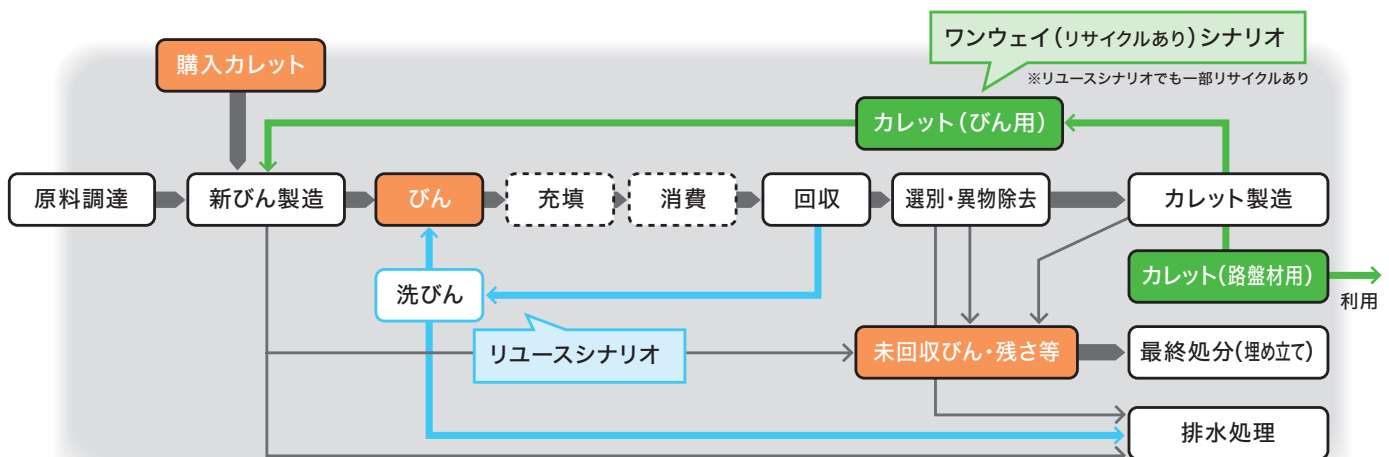 ワンウェイ(リサイクルあり)シナリオ
※リユースシナリオでも一部リサイクルあり
購入カレット
カレット(びん用)
原料調達
新びん製造
びん
充填
消費
回収
選別・異物除去
カレット製造
洗びん
カレット(路盤材用)
利用
リユースシナリオ
未回収びん・残さ等
最終処分(埋め立て)
排水処理